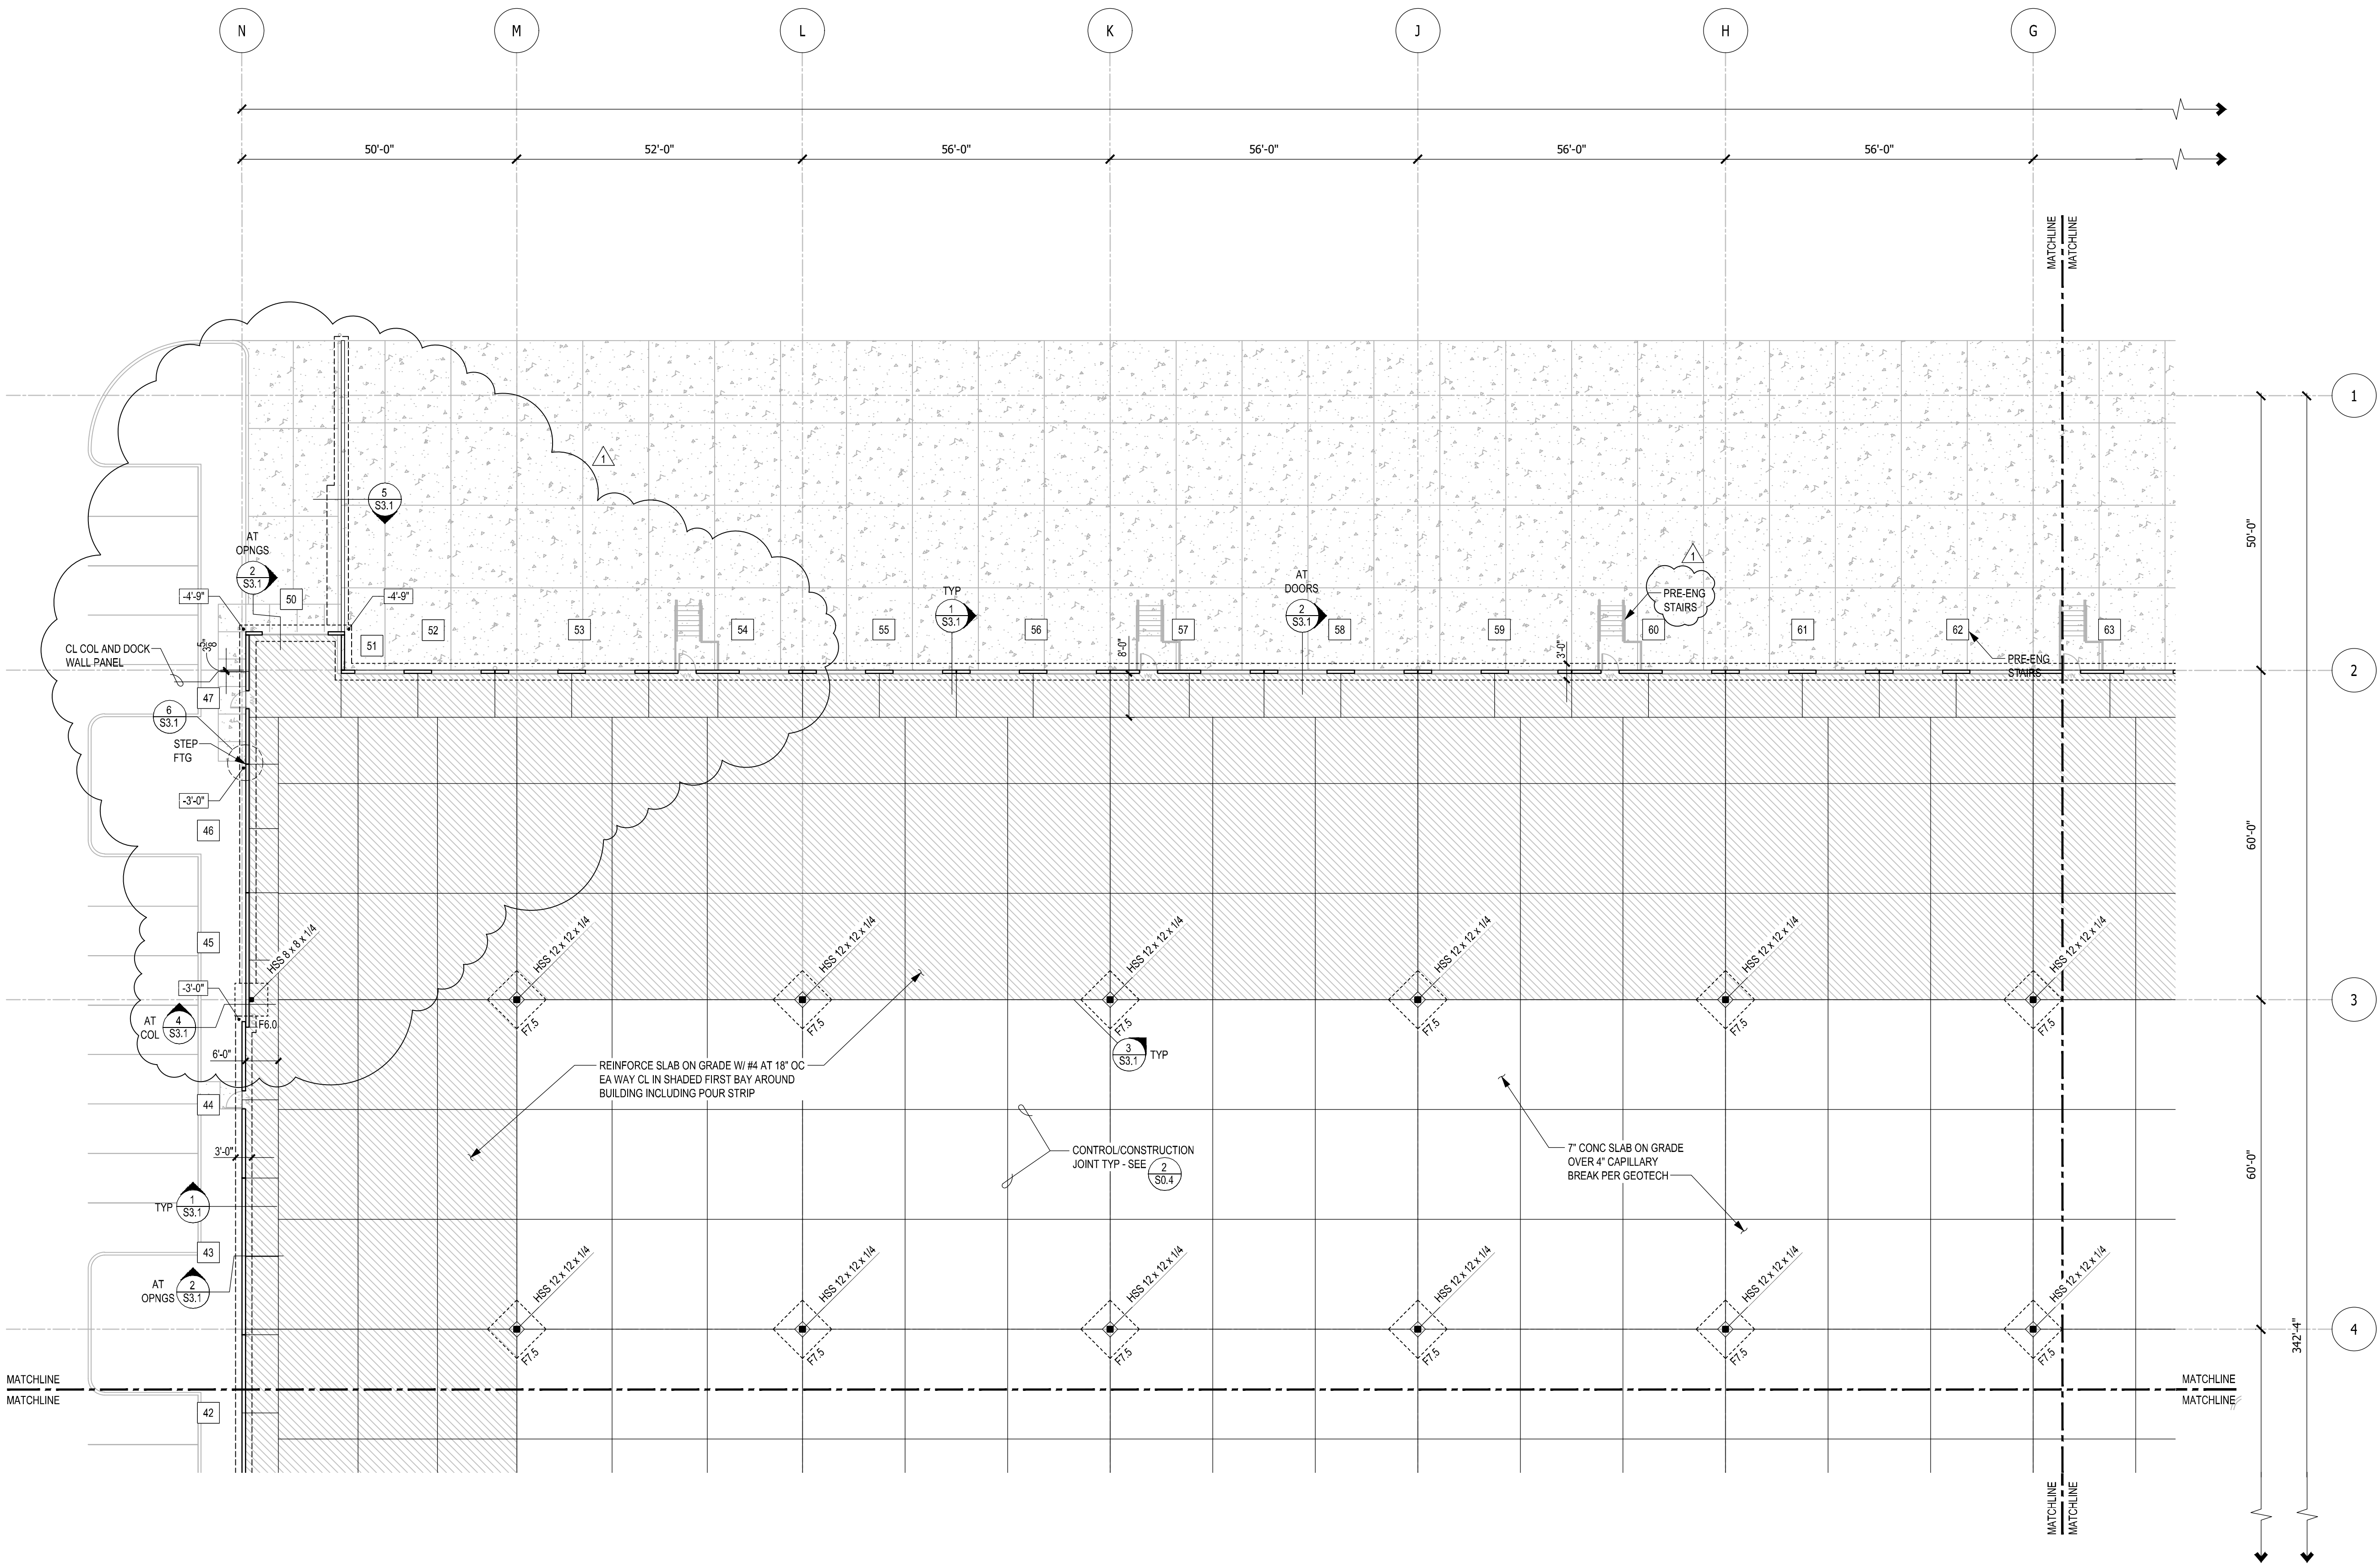 N
M
L
K
J
H
G
50'-0"
52'-0"
56'-0"
56'-0"
56'-0"
56'-0"
MATCHLINE
MATCHLINE
1
50'-0"
1
5
S3.1
AT
OPNGS
2
S3.1
50
-4'-9"
-4'-9"
51
52
53
54
55
TYP
1
S3.1
56
57
AT
DOORS
2
S3.1
58
59
1
PRE-ENG
STAIRS
60
61
62
63
PRE-ENG
STAIRS
8'-0"
3'-0"
2
CL COL AND DOCK
WALL PANEL
47
6
S3.1
STEP
FTG
-3'-0"
46
60'-0"
45
HSS 8 x 8 x 1/4
HSS 12 x 12 x 1/4
HSS 12 x 12 x 1/4
HSS 12 x 12 x 1/4
HSS 12 x 12 x 1/4
HSS 12 x 12 x 1/4
HSS 12 x 12 x 1/4
-3'-0"
3
AT
COL
4
S3.1
F6.0
F7.5
F7.5
F7.5
F7.5
F7.5
F7.5
6'-0"
3
S3.1
TYP
REINFORCE SLAB ON GRADE W/ #4 AT 18" OC
EA WAY CL IN SHADED FIRST BAY AROUND
BUILDING INCLUDING POUR STRIP
44
3'-0"
CONTROL/CONSTRUCTION
JOINT TYP - SEE
2
S0.4
7" CONC SLAB ON GRADE
OVER 4" CAPILLARY
BREAK PER GEOTECH
60'-0"
TYP
1
S3.1
43
AT
OPNGS
2
S3.1
HSS 12 x 12 x 1/4
HSS 12 x 12 x 1/4
HSS 12 x 12 x 1/4
HSS 12 x 12 x 1/4
HSS 12 x 12 x 1/4
HSS 12 x 12 x 1/4
4
342'-4"
F7.5
F7.5
F7.5
F7.5
F7.5
F7.5
MATCHLINE
MATCHLINE
MATCHLINE
MATCHLINE
42
MATCHLINE
MATCHLINE